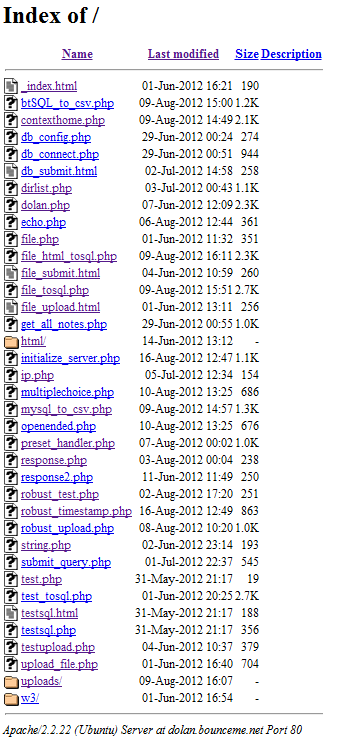 Index of /
Name Last modified Size Description
_index.html 01-Jun-2012 16:21 190
btSQL_to_csv.php 09-Aug-2012 15:00 1.2K
contexthome.php 09-Aug-2012 14:49 2.1K
db_config.php 29-Jun-2012 00:24 274
db_connect.php 29-Jun-2012 00:51 944
db_submit.html 02-Jul-2012 14:58 258
dirlist.php 03-Jul-2012 00:43 1.1K
dolan.php 07-Jun-2012 12:09 2.3K
echo.php 06-Aug-2012 12:44 361
file.php 01-Jun-2012 11:32 351
file_html_tosql.php 09-Aug-2012 16:11 2.3K
file_submit.html 04-Jun-2012 10:59 260
file_tosql.php 09-Aug-2012 15:51 2.7K
file_upload.html 01-Jun-2012 13:11 256
get_all_notes.php 29-Jun-2012 00:55 1.0K
html/ 14-Jun-2012 13:12 -
initialize_server.php 16-Aug-2012 12:47 1.1K
ip.php 05-Jul-2012 12:34 154
multiplechoice.php 10-Aug-2012 13:25 686
mysql_to_csv.php 09-Aug-2012 14:57 1.3K
openended.php 10-Aug-2012 13:25 676
preset_handler.php 07-Aug-2012 00:02 1.0K
response.php 03-Aug-2012 00:04 238
response2.php 11-Jun-2012 11:49 250
robust_test.php 02-Aug-2012 17:20 251
robust_timestamp.php 16-Aug-2012 12:49 863
robust_upload.php 08-Aug-2012 10:20 1.0K
string.php 02-Jun-2012 23:14 193
submit_query.php 01-Jul-2012 22:37 545
test.php 31-May-2012 21:17 19
test_tosql.php 01-Jun-2012 20:25 2.7K
testsql.html 31-May-2012 21:17 188
testsql.php 31-May-2012 21:17 356
testupload.php 04-Jun-2012 10:37 379
upload_file.php 01-Jun-2012 16:40 704
uploads/ 09-Aug-2012 16:07 -
w3/ 01-Jun-2012 16:54 -
Apache/2.2.22 (Ubuntu) Server at dolan.bounceme.net Port 80